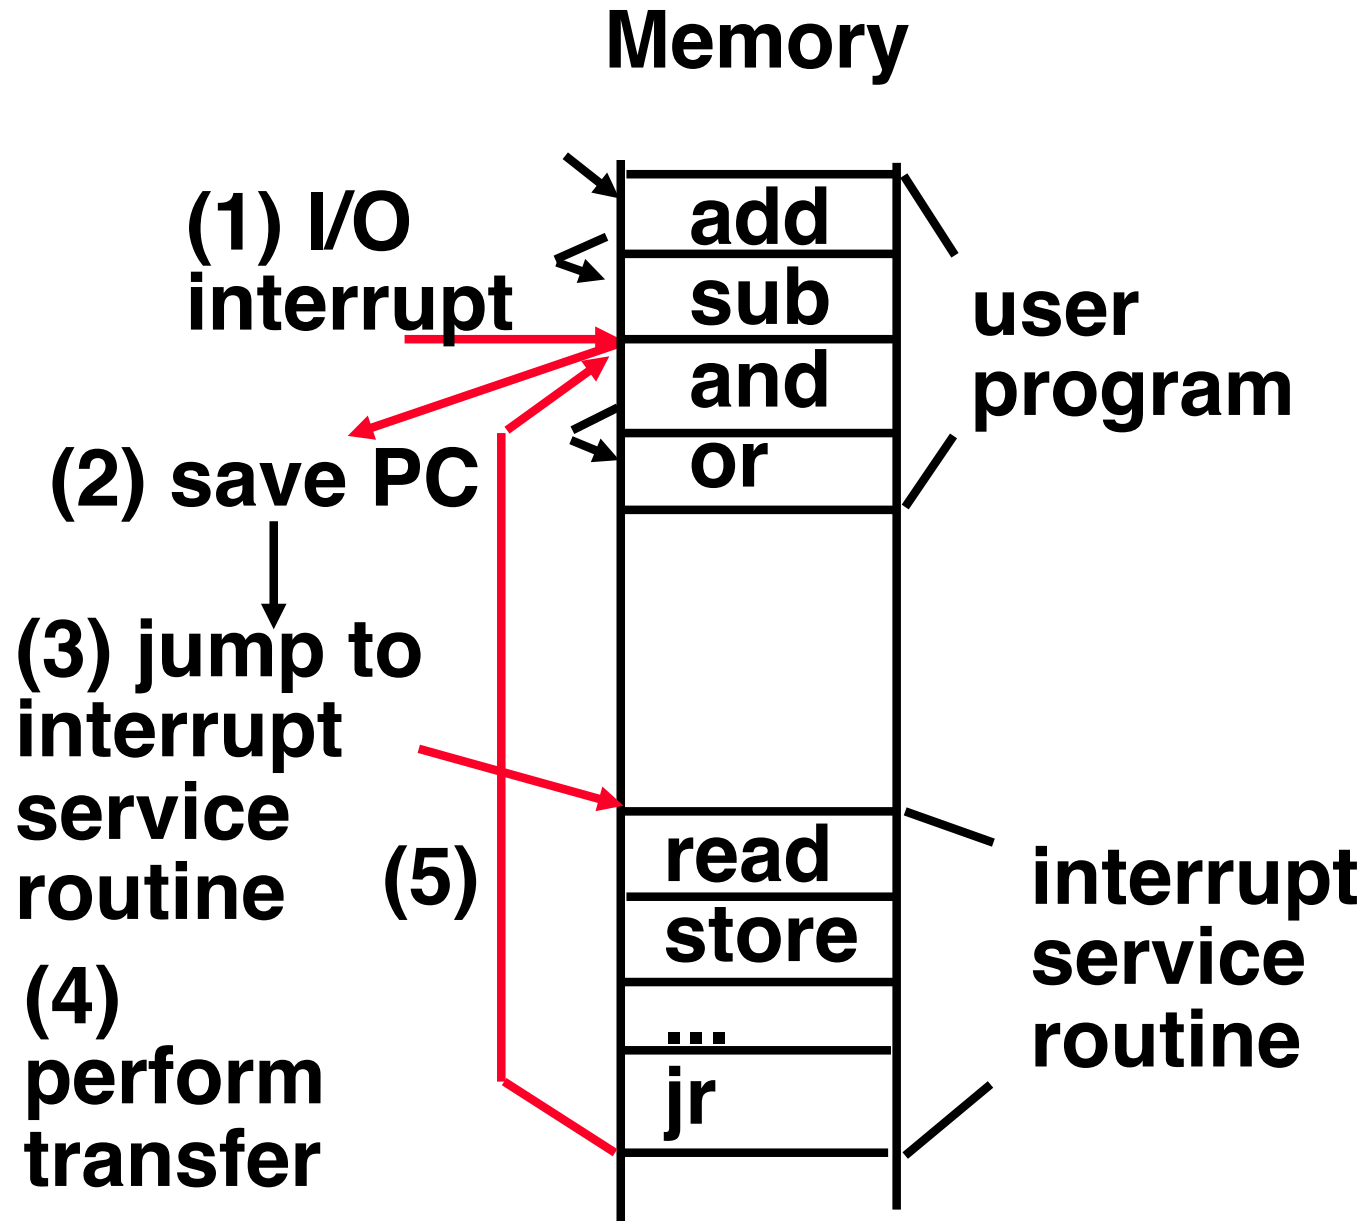 Memory
(1) I/O
interrupt
add
sub
and
or
user
program
(2) save PC
(3) jump to
interrupt
service
routine
(4)
perform
transfer
(5)
read
store
...
jr
interrupt
service
routine